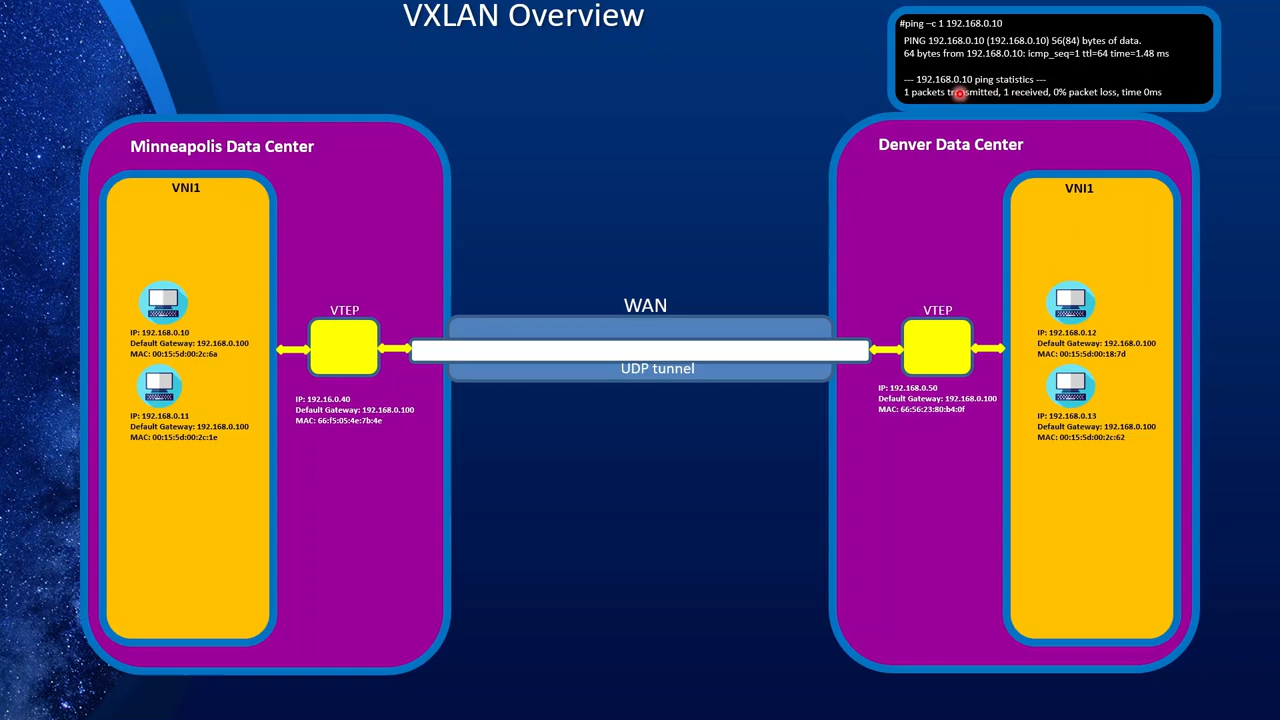 VXLAN Overview
#ping –c 1 192.168.0.10
PING 192.168.0.10 (192.168.0.10) 56(84) bytes of data.
64 bytes from 192.168.0.10: icmp_seq=1 ttl=64 time=1.48 ms
--- 192.168.0.10 ping statistics ---
1 packets transmitted, 1 received, 0% packet loss, time 0ms
Minneapolis Data Center
VNI1
IP: 192.168.0.10
Default Gateway: 192.168.0.100
MAC: 00:15:5d:00:2c:6a
IP: 192.168.0.11
Default Gateway: 192.168.0.100
MAC: 00:15:5d:00:2c:1e
VTEP
IP: 192.16.0.40
Default Gateway: 192.168.0.100
MAC: 66:f5:05:4e:7b:4e
WAN
UDP tunnel
Denver Data Center
VTEP
IP: 192.168.0.50
Default Gateway: 192.168.0.100
MAC: 66:56:23:80:b4:0f
VNI1
IP: 192.168.0.12
Default Gateway: 192.168.0.100
MAC: 00:15:5d:00:18:7d
IP: 192.168.0.13
Default Gateway: 192.168.0.100
MAC: 00:15:5d:00:2c:62